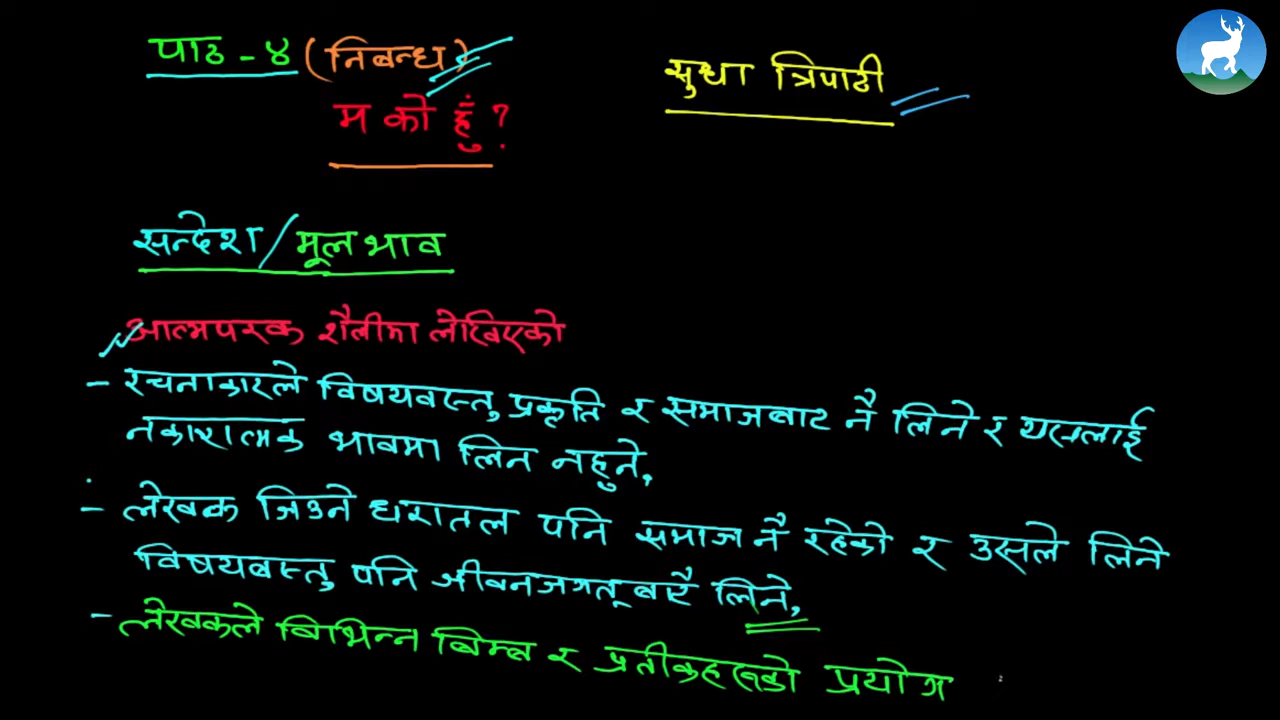 पाठ - ४ (निबन्ध)
सुधा त्रिपाठी
म को हुं ?
सन्देश / मूलभाव
आत्मपरक शैलीमा लेखिएको
- रचनाकारले विषयवस्तु प्रकृति र समाजबाट नै लिने र यसलाई
नकारात्मक भावमा लिन नहुने,
- लेखक जिउने धरातल पनि समाज नै रहेको र उसले लिने
विषयवस्तु पनि जीवनजगत् बाटै लिने,
- लेखकले विभिन्न बिम्ब र प्रतीकहरूको प्रयोग